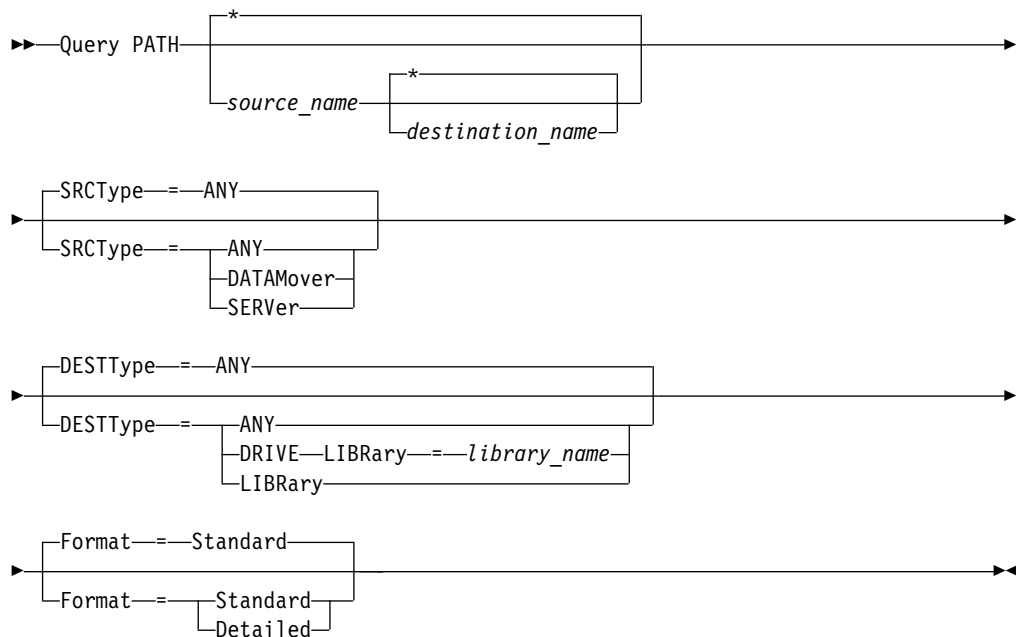 *
Query PATH
*
source_name
destination_name
SRCType = ANY
SRCType = ANY
DATAMover
SERVer
DESTType = ANY
DESTType = ANY
DRIVE LIBRary = library_name
LIBRary
Format = Standard
Format = Standard
Detailed